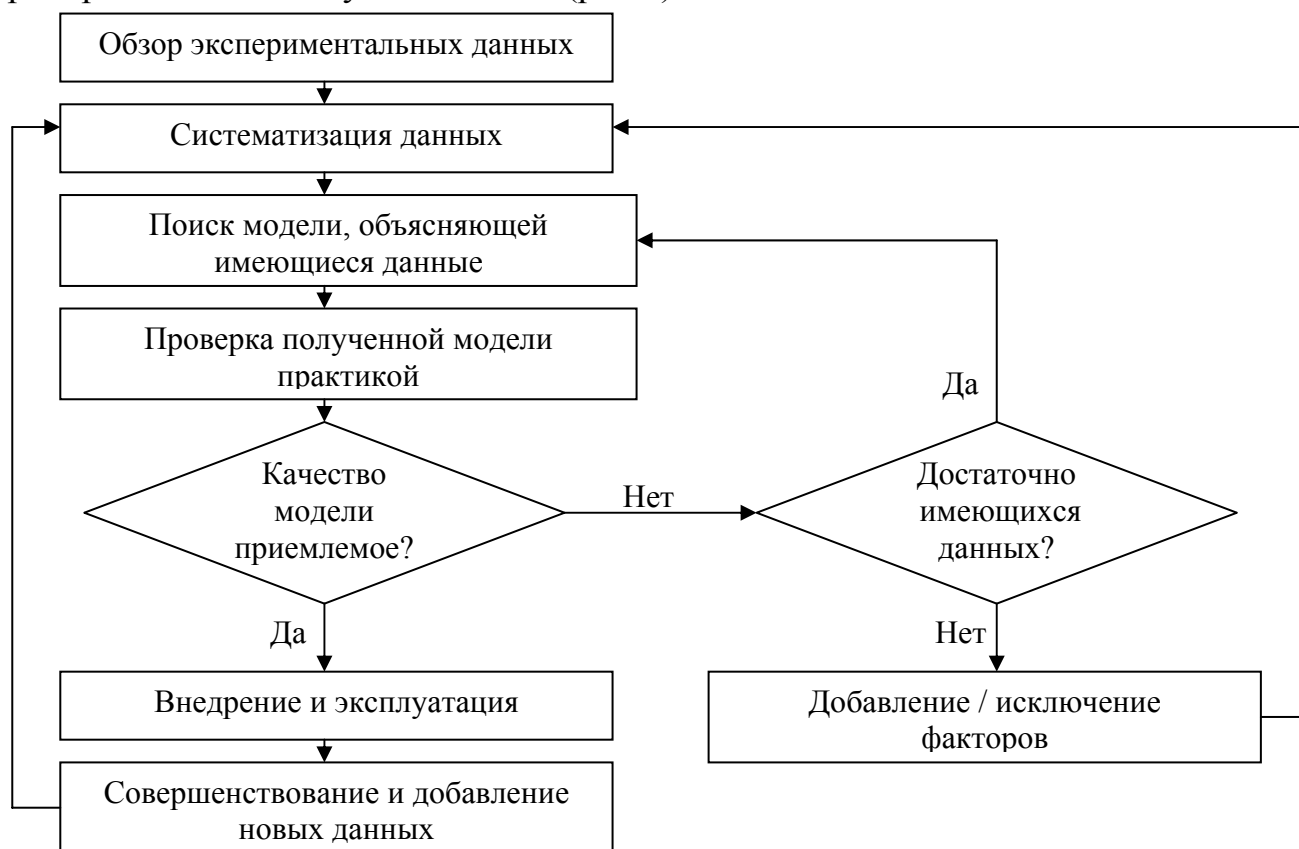 Обзор экспериментальных данных
Систематизация данных
Поиск модели, объясняющей
имеющиеся данные
Проверка полученной модели
практикой
Да
Качество
модели
приемлемое?
Нет
Достаточно
имеющихся
данных?
Да
Нет
Внедрение и эксплуатация
Добавление / исключение
факторов
Совершенствование и добавление
новых данных